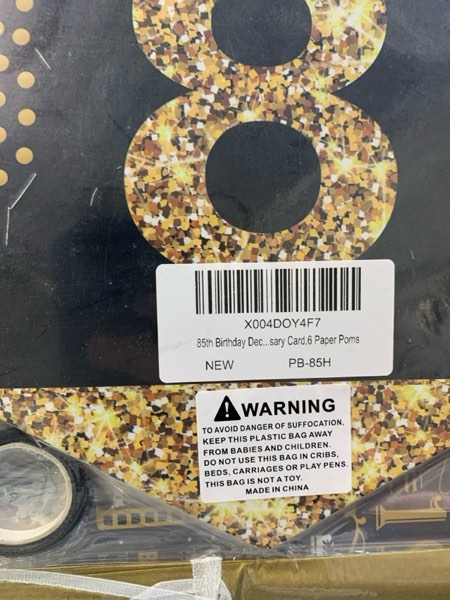 8
X004DOY4F7
85th Birthday Dec...sary Card,6 Paper Poms
NEW PB-85H
WARNING
TO AVOID DANGER OF SUFFOCATION,
KEEP THIS PLASTIC BAG AWAY
FROM BABIES AND CHILDREN.
DO NOT USE THIS BAG IN CRIBS,
BEDS, CARRIAGES OR PLAY PENS.
THIS BAG IS NOT A TOY.
MADE IN CHINA